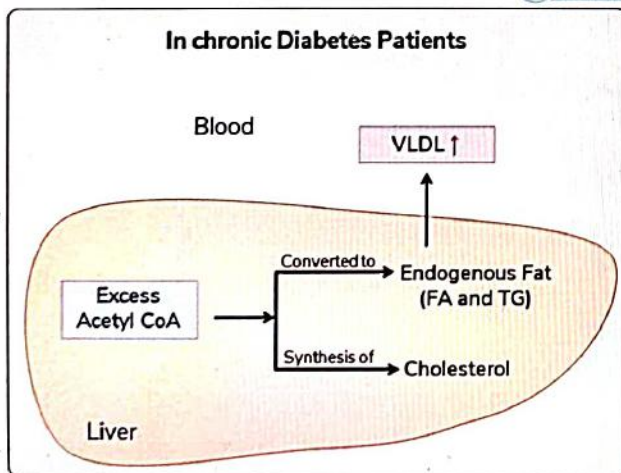 In chronic Diabetes Patients
Blood
VLDL ↑
Converted to
Endogenous Fat
(FA and TG)
Excess
Acetyl CoA
Synthesis of
Cholesterol
Liver